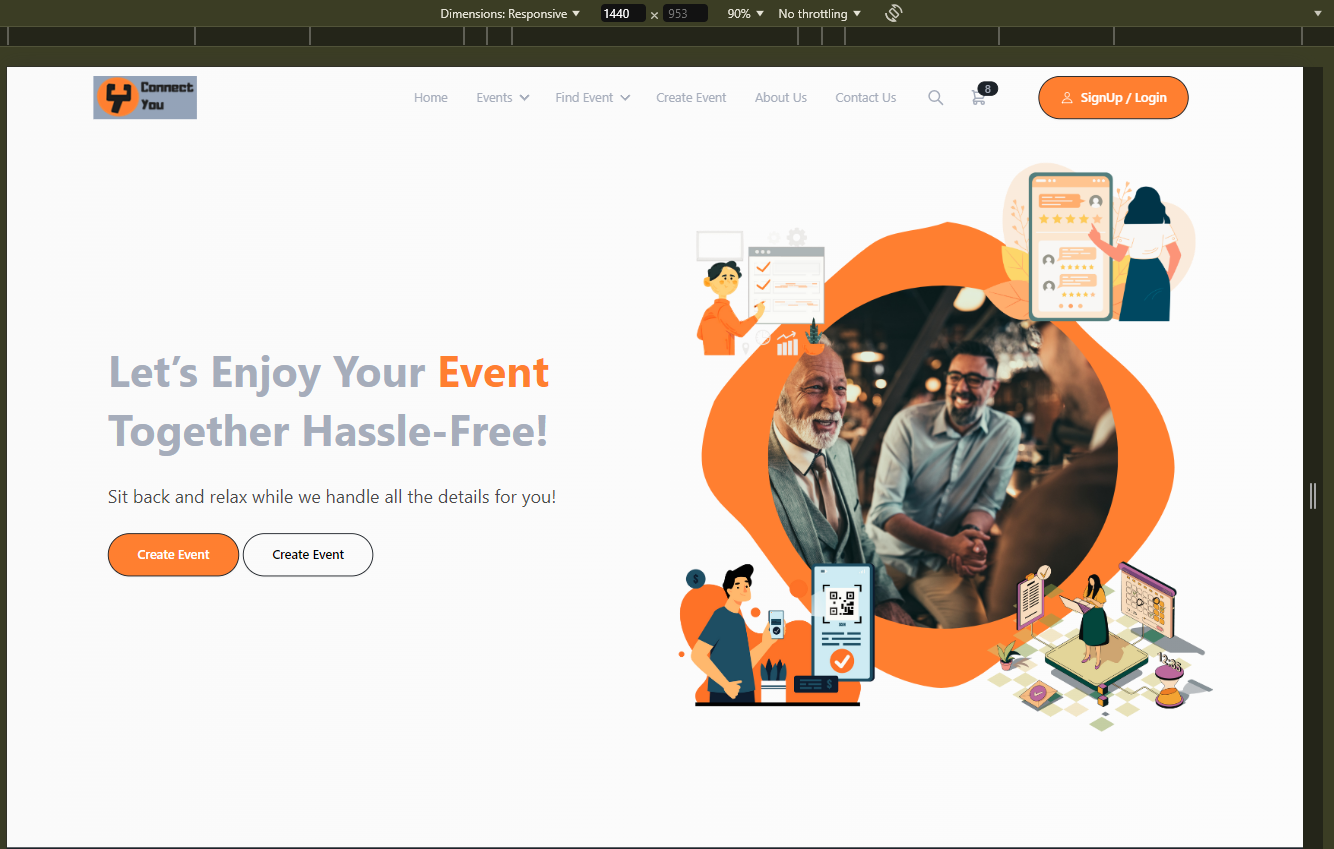 Dimensions: Responsive 1440 × 953 90% No throttling
Connect
You
Home Events Find Event Create Event About Us Contact Us 8 SignUp / Login
Let’s Enjoy Your Event
Together Hassle-Free!
Sit back and relax while we handle all the details for you!
Create Event Create Event
$
12:35